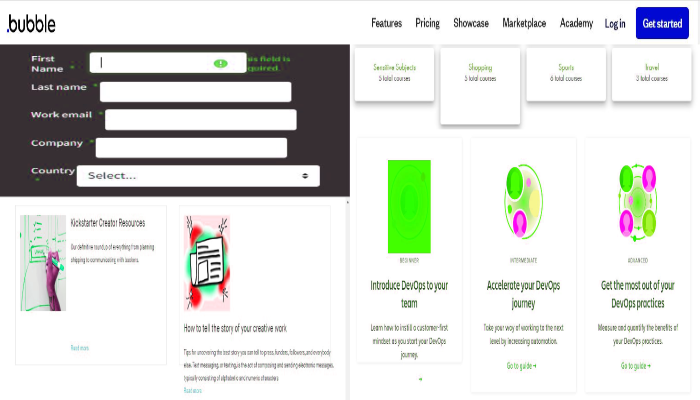 .bubble
Features
Pricing
Showcase
Marketplace
Academy
Log in
Get started
First
Name *
Last name *
Work email *
Company *
Country
*
Select...
Sensitive Subjects
5 total courses
Shopping
5 total courses
Sports
6 total courses
Travel
3 total courses
Kickstarter Creator Resources
Our definitive roundup of everything from planning
shipping to communicating with backers.
Read more
How to tell the story of your creative work
Tips for uncovering the best story you can tell to press, funders, followers, and everybody
else. Text messaging, or texting, is the act of composing and sending electronic messages,
typically consisting of alphabetic and numeric characters
Read more
BEGINNER
Introduce DevOps to your
team
Learn how to instill a customer-first
mindset as you start your DevOps
journey.
→
INTERMEDIATE
Accelerate your DevOps
journey
Take your way of working to the next
level by increasing automation.
Go to guide →
ADVANCED
Get the most out of your
DevOps practices
Measure and quantify the benefits of
your DevOps practices.
Go to guide →